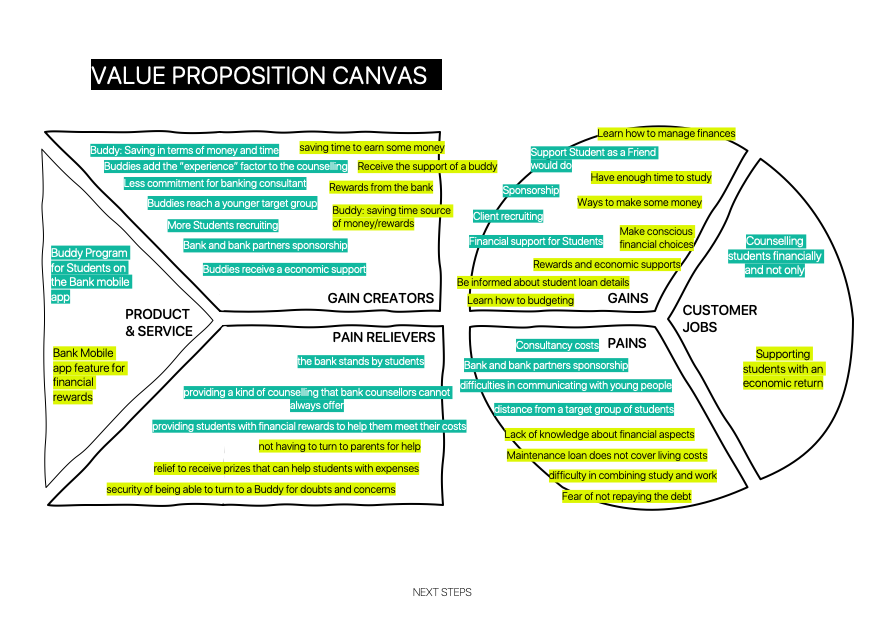 VALUE PROPOSITION CANVAS
Buddy: Saving in terms of money and time
saving time to earn some money
Buddies add the “experience” factor to the counselling
Receive the support of a buddy
Less commitment for banking consultant
Rewards from the bank
Buddies reach a younger target group
Buddy: saving time source
of money/rewards
More Students recruiting
Bank and bank partners sponsorship
Buddies receive a economic support
GAIN CREATORS
Buddy Program
for Students on
the Bank mobile
app
PRODUCT
& SERVICE
Bank Mobile
app feature for
financial
rewards
PAIN RELIEVERS
the bank stands by students
providing a kind of counselling that bank counsellors cannot
always offer
providing students with financial rewards to help them meet their costs
not having to turn to parents for help
relief to receive prizes that can help students with expenses
security of being able to turn to a Buddy for doubts and concerns
Learn how to manage finances
Support Student as a Friend
would do
Have enough time to study
Sponsorship
Ways to make some money
Client recruiting
Make conscious
financial choices
Financial support for Students
Rewards and economic supports
Be informed about student loan details
Learn how to budgeting
GAINS
Consultancy costs
PAINS
Bank and bank partners sponsorship
difficulties in communicating with young people
distance from a target group of students
Lack of knowledge about financial aspects
Maintenance loan does not cover living costs
difficulty in combining study and work
Fear of not repaying the debt
Counselling
students financially
and not only
CUSTOMER
JOBS
Supporting
students with an
economic return
NEXT STEPS